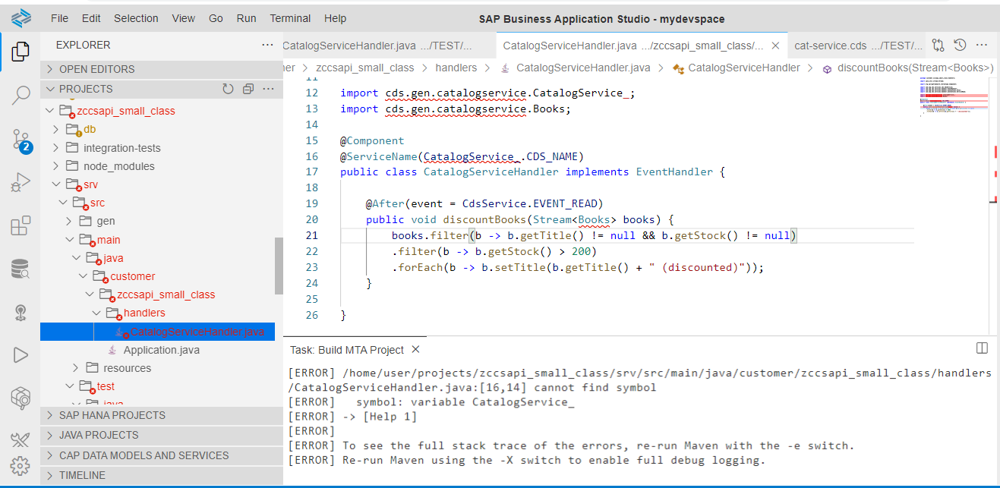 File Edit Selection View Go Run Terminal Help SAP Business Application Studio - mydevspace
EXPLORER
OPEN EDITORS
PROJECTS
zccsapi_small_class
db
integration-tests
node_modules
srv
src
gen
main
java
customer
zccsapi_small_class
handlers
CatalogServiceHandler.java
Application.java
resources
test
java
SAP HANA PROJECTS
JAVA PROJECTS
CAP DATA MODELS AND SERVICES
TIMELINE
2
CatalogServiceHandler.java .../TEST/... CatalogServiceHandler.java .../zccsapi_small_class/... cat-service.cds .../TEST/...
ner > zccsapi_small_class > handlers > CatalogServiceHandler.java > CatalogServiceHandler > discountBooks(Stream<Books>)
11
12 import cds.gen.catalogservice.CatalogService_;
13 import cds.gen.catalogservice.Books;
14
15 @Component
16 @ServiceName(CatalogService_.CDS_NAME)
17 public class CatalogServiceHandler implements EventHandler {
18
19 @After(event = CdsService.EVENT_READ)
20 public void discountBooks(Stream<Books> books) {
21 books.filter(b -> b.getTitle() != null && b.getStock() != null)
22 .filter(b -> b.getStock() > 200)
23 .forEach(b -> b.setTitle(b.getTitle() + " (discounted)"));
24 }
25
26 }
Task: Build MTA Project
[ERROR] /home/user/projects/zccsapi_small_class/srv/src/main/java/customer/zccsapi_small_class/handlers
/CatalogServiceHandler.java:[16,14] cannot find symbol
[ERROR] symbol: variable CatalogService_
[ERROR] -> [Help 1]
[ERROR]
[ERROR] To see the full stack trace of the errors, re-run Maven with the -e switch.
[ERROR] Re-run Maven using the -X switch to enable full debug logging.